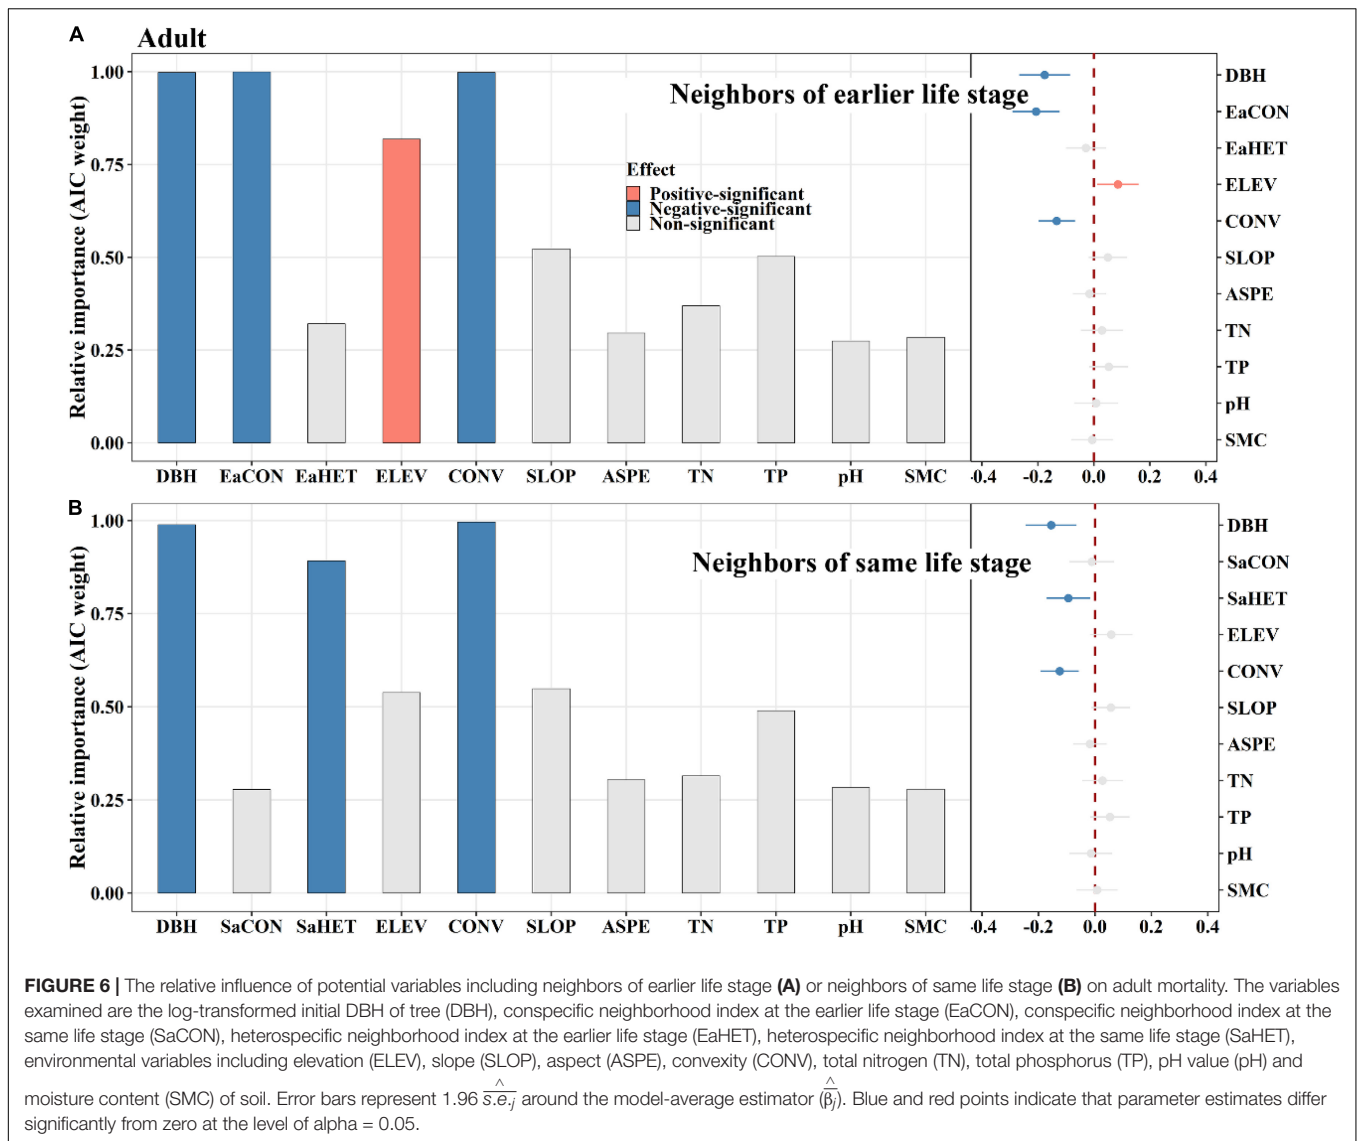 A
Adult
Relative importance (AIC weight)
1.00
0.75
0.50
0.25
0.00
Neighbors of earlier life stage
Effect
Positive-significant
Negative-significant
Non-significant
DBH EaCON EaHET ELEV CONV SLOP ASPE TN TP pH SMC
DBH
EaCON
EaHET
ELEV
CONV
SLOP
ASPE
TN
TP
pH
SMC
-0.4 -0.2 0.0 0.2 0.4
B
Relative importance (AIC weight)
1.00
0.75
0.50
0.25
0.00
Neighbors of same life stage
DBH SaCON SaHET ELEV CONV SLOP ASPE TN TP pH SMC
DBH
SaCON
SaHET
ELEV
CONV
SLOP
ASPE
TN
TP
pH
SMC
-0.4 -0.2 0.0 0.2 0.4
FIGURE 6 | The relative influence of potential variables including neighbors of earlier life stage (A) or neighbors of same life stage (B) on adult mortality. The variables
examined are the log-transformed initial DBH of tree (DBH), conspecific neighborhood index at the earlier life stage (EaCON), conspecific neighborhood index at the
same life stage (SaCON), heterospecific neighborhood index at the earlier life stage (EaHET), heterospecific neighborhood index at the same life stage (SaHET),
environmental variables including elevation (ELEV), slope (SLOP), aspect (ASPE), convexity (CONV), total nitrogen (TN), total phosphorus (TP), pH value (pH) and
moisture content (SMC) of soil. Error bars represent 1.96 $\hat{\overline{s.e.}}_j$ around the model-average estimator ($\hat{\overline{\beta_j}}$). Blue and red points indicate that parameter estimates differ
significantly from zero at the level of alpha = 0.05.